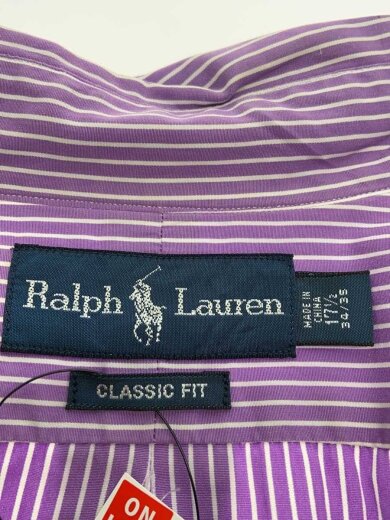 Ralph Lauren
MADE IN
CHINA
17½
34/35
CLASSIC FIT
ON